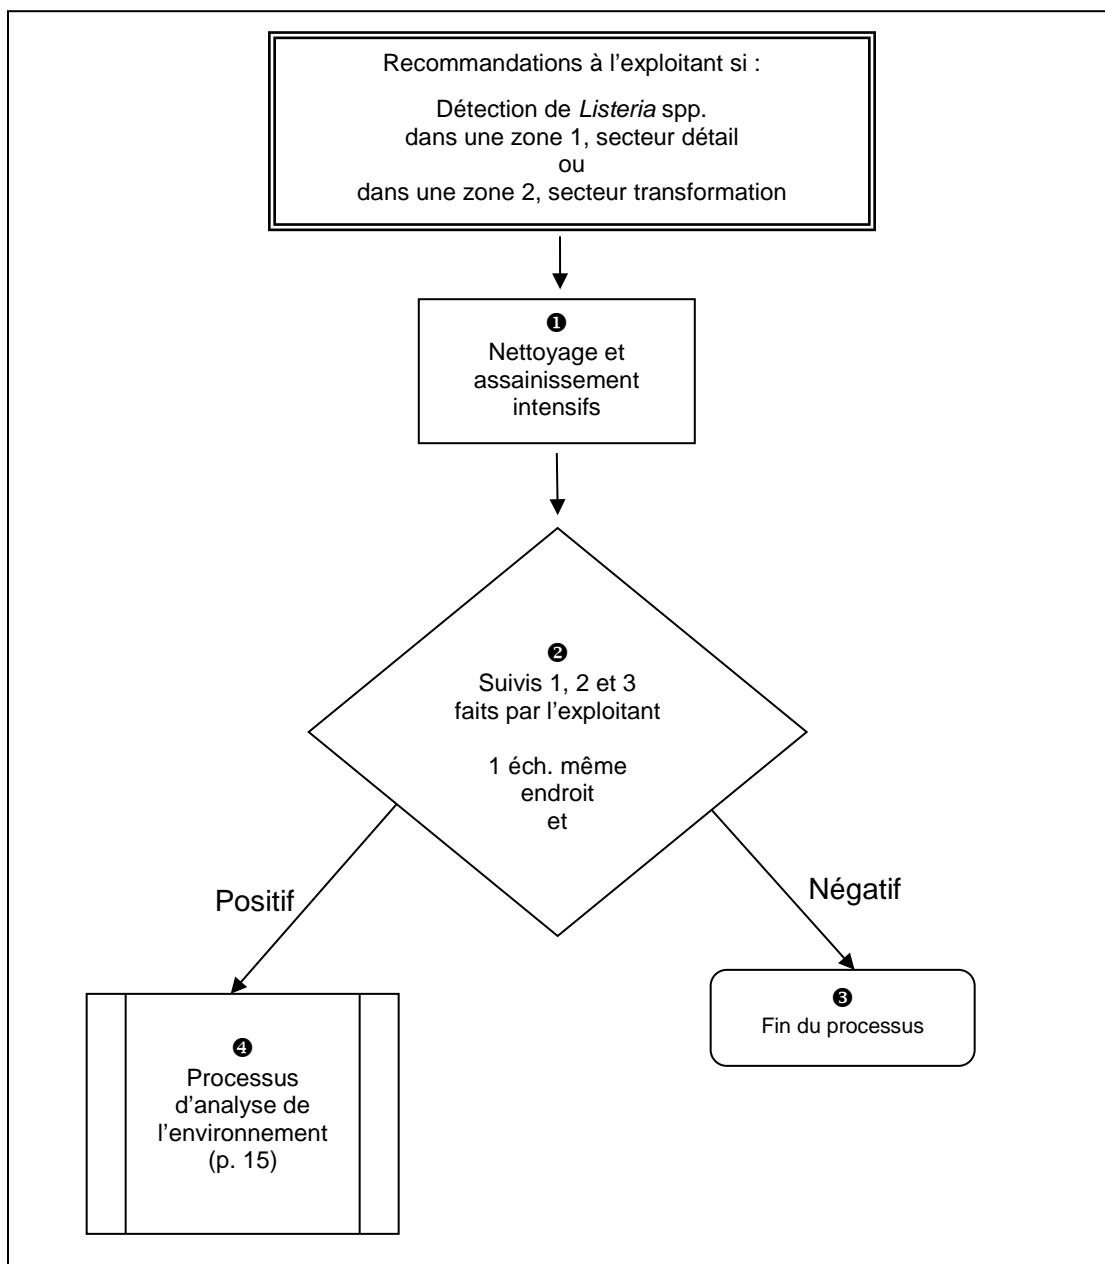 Recommandations à l'exploitant si :
Détection de Listeria spp.
dans une zone 1, secteur détail
ou
dans une zone 2, secteur transformation
❶
Nettoyage et
assainissement
intensifs
❷
Suivis 1, 2 et 3
faits par l'exploitant
1 éch. même
endroit
et
Positif
Négatif
❸
Fin du processus
❹
Processus
d'analyse de
l'environnement
(p. 15)